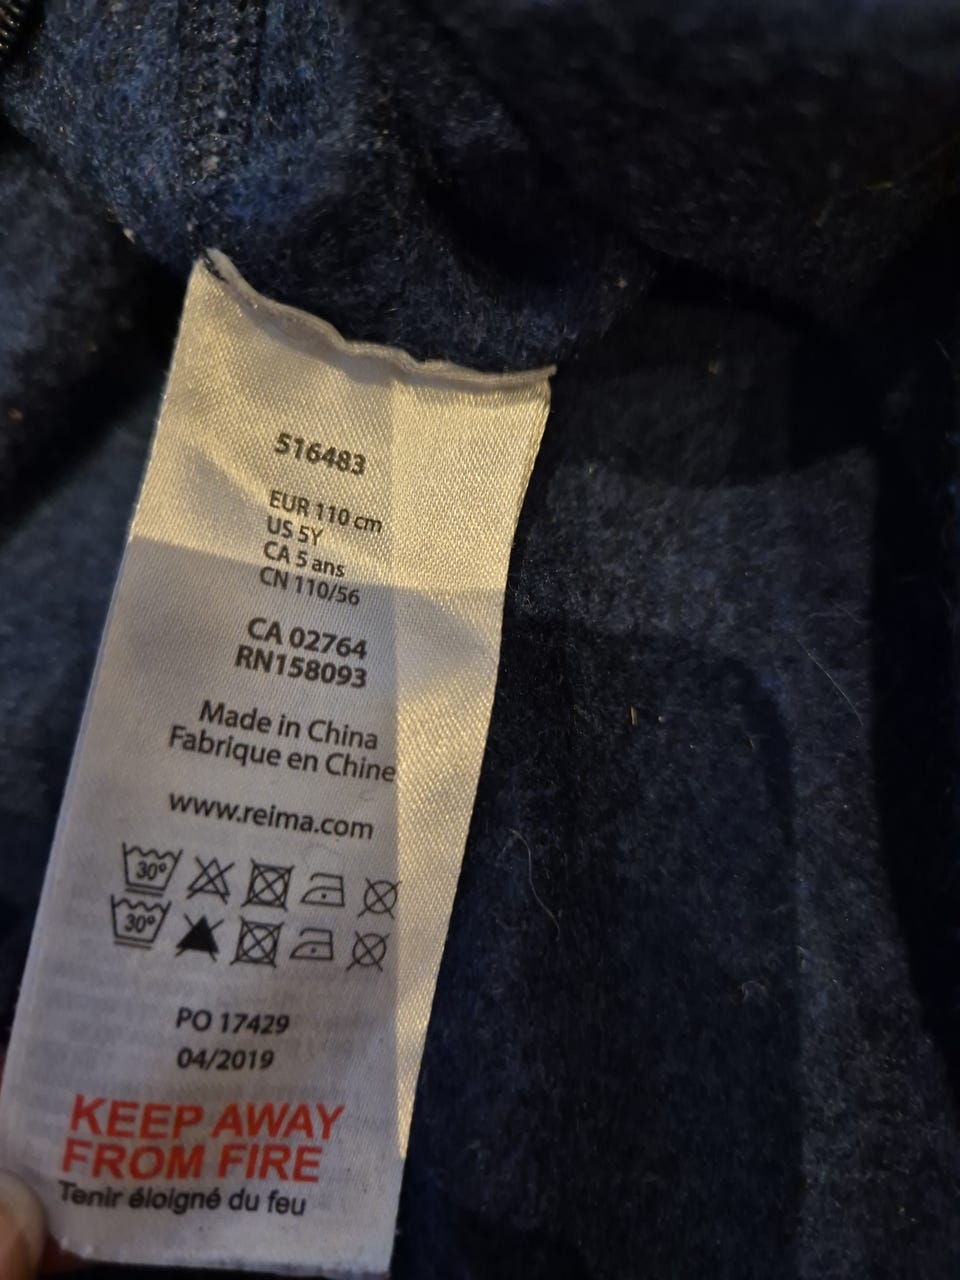 516483
EUR 110 cm
US 5Y
CA 5 ans
CN 110/56
CA 02764
RN158093
Made in China
Fabrique en Chine
www.reima.com
30°
30°
PO 17429
04/2019
KEEP AWAY
FROM FIRE
Tenir éloigné du feu